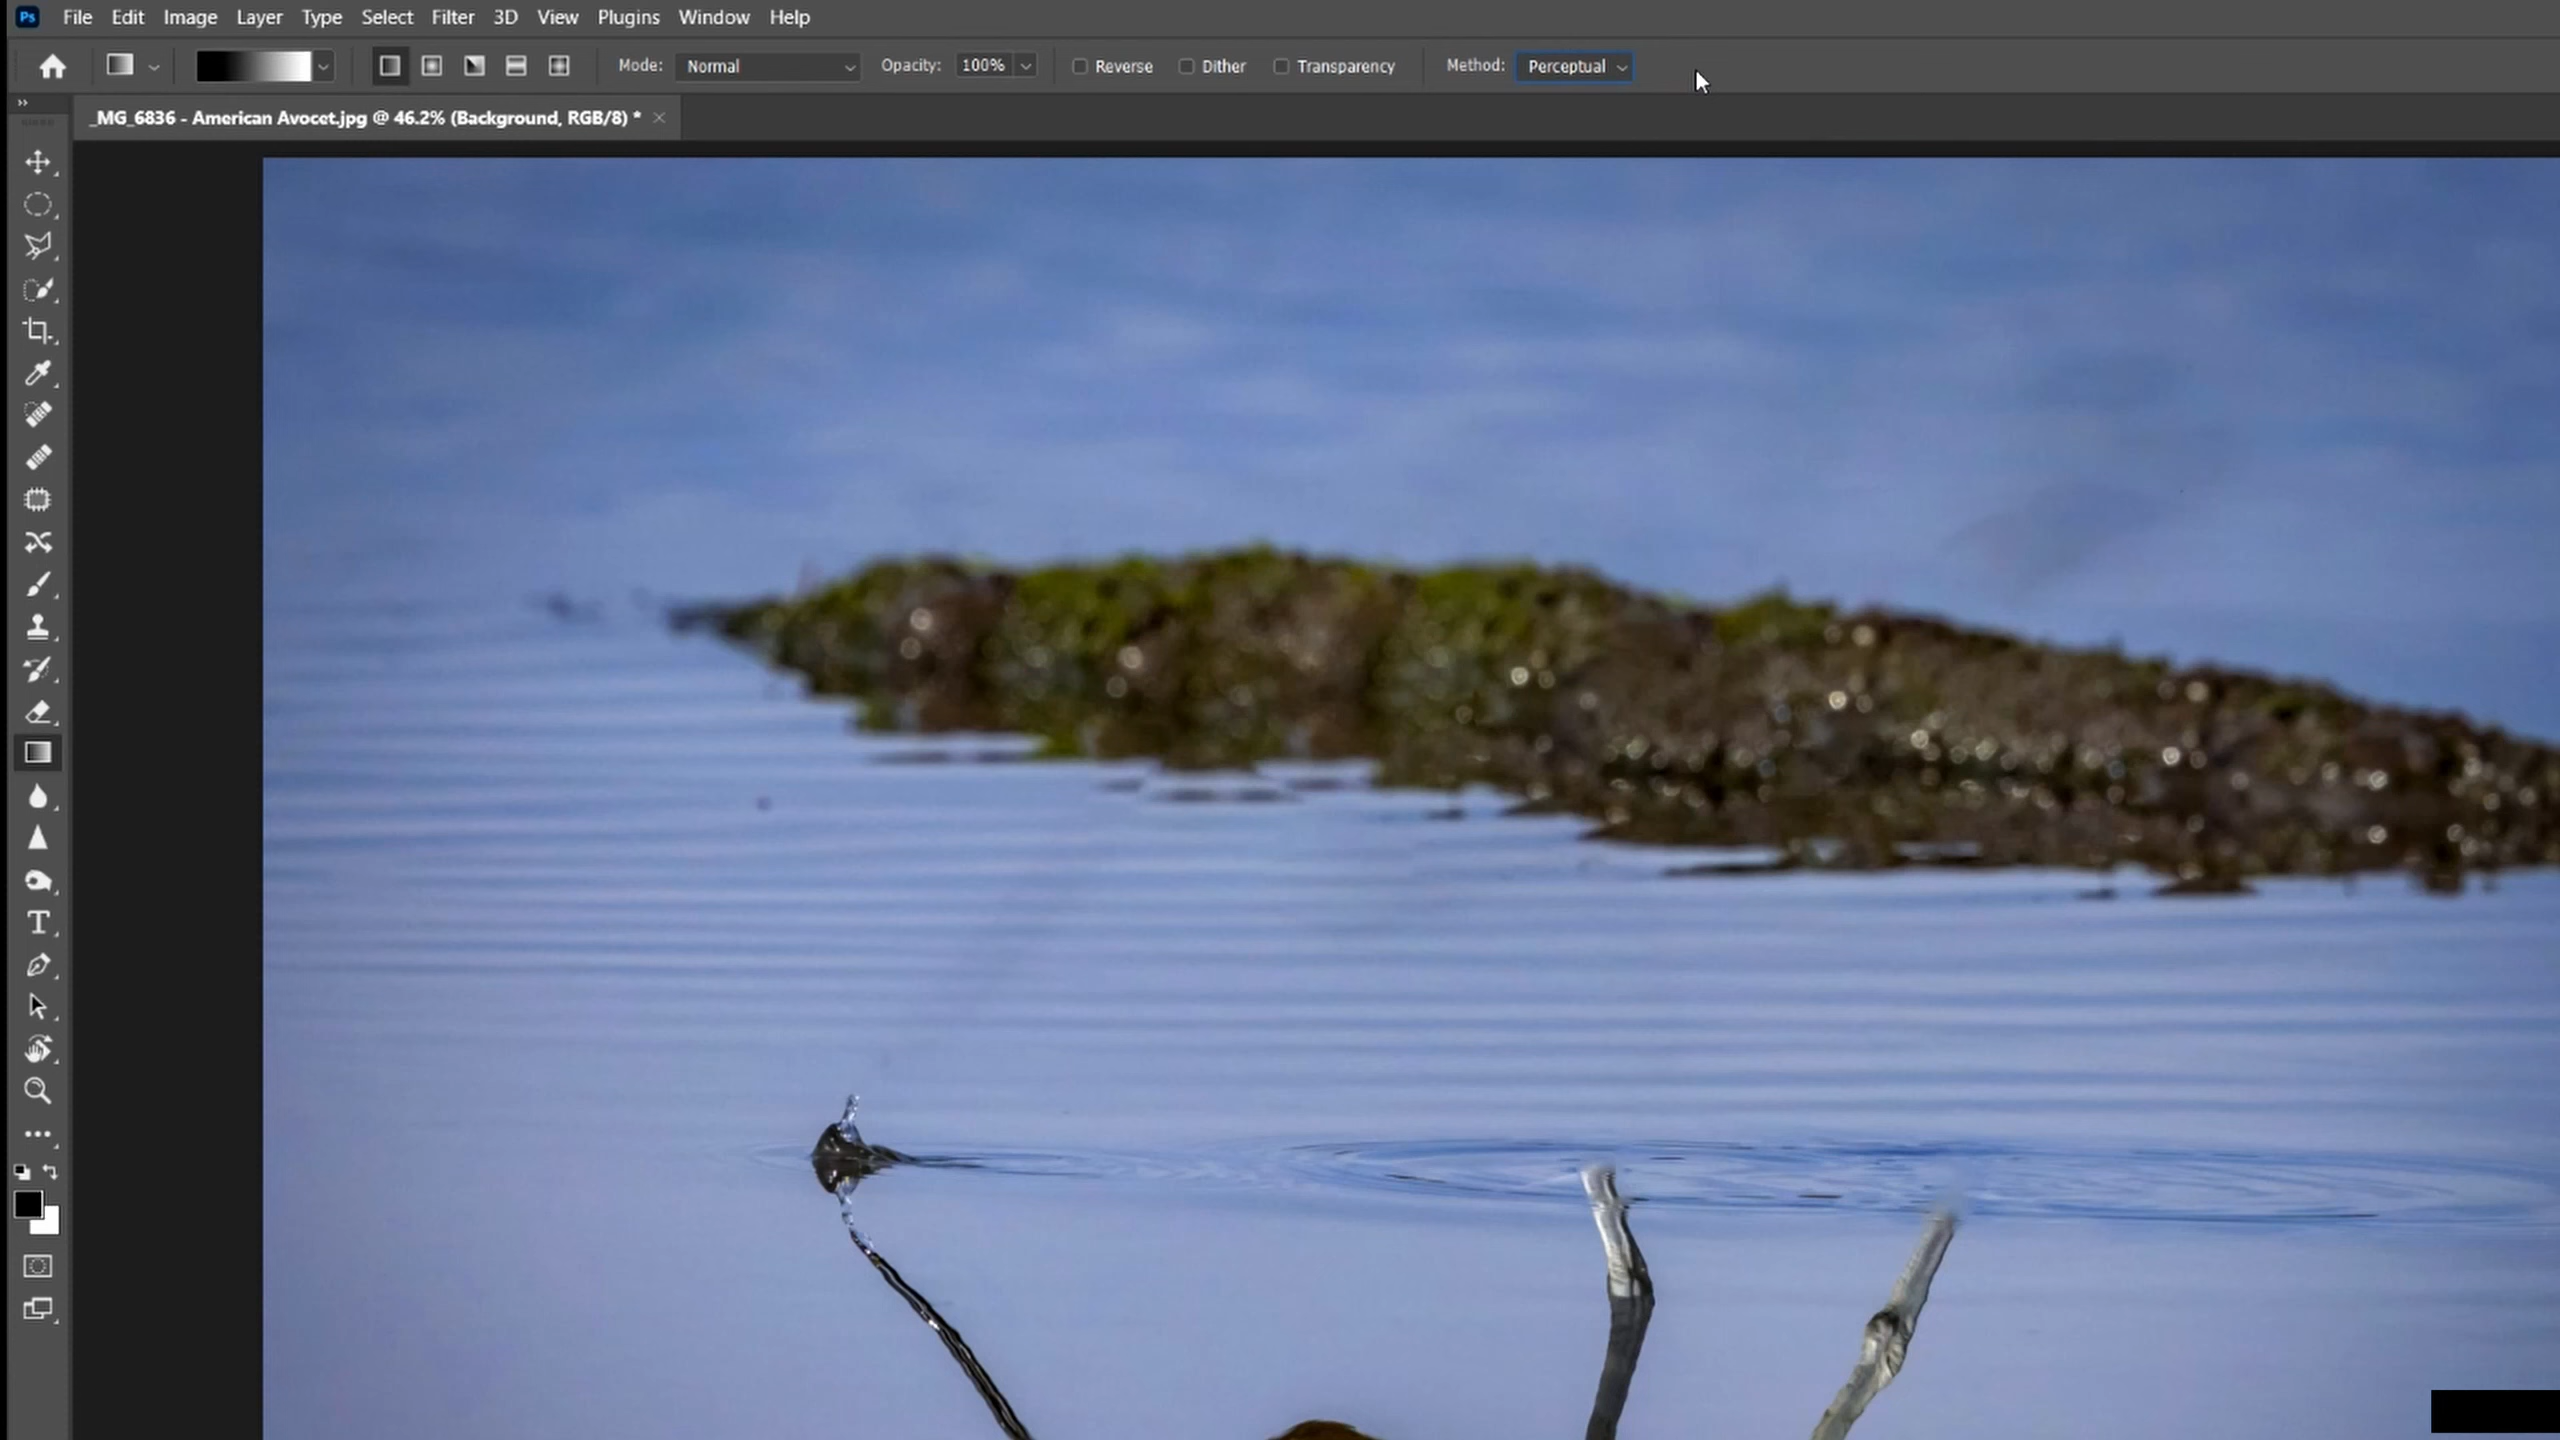 Ps File Edit Image Layer Type Select Filter 3D View Plugins Window Help
Mode: Normal Opacity: 100% Reverse Dither Transparency Method: Perceptual
_MG_6836 - American Avocet.jpg @ 46.2% (Background, RGB/8) *